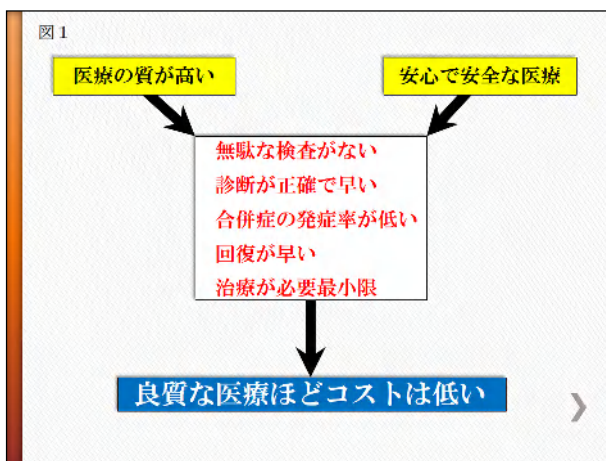 図1
医療の質が高い
安心で安全な医療
無駄な検査がない
診断が正確で早い
合併症の発症率が低い
回復が早い
治療が必要最小限
良質な医療ほどコストは低い